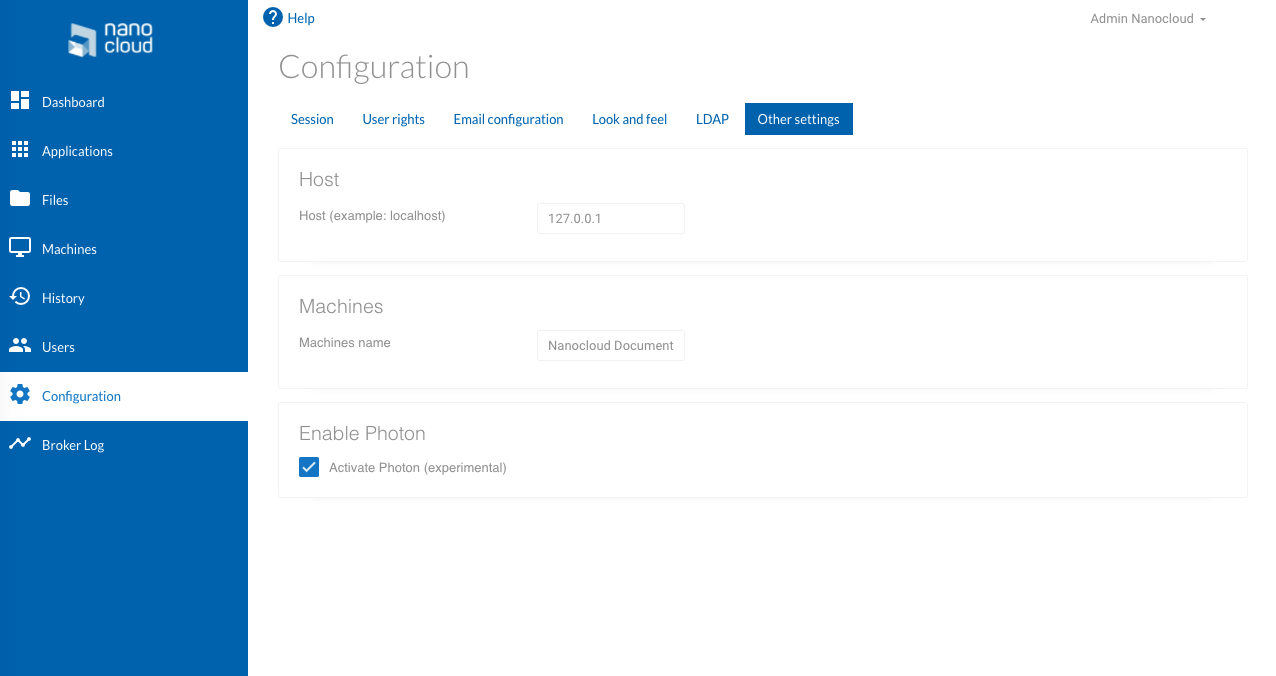 nano
cloud
Help
Admin Nanocloud
Dashboard
Applications
Files
Machines
History
Users
Configuration
Broker Log
Configuration
Session
User rights
Email configuration
Look and feel
LDAP
Other settings
Host
Host (example: localhost)
127.0.0.1
Machines
Machines name
Nanocloud Document
Enable Photon
Activate Photon (experimental)